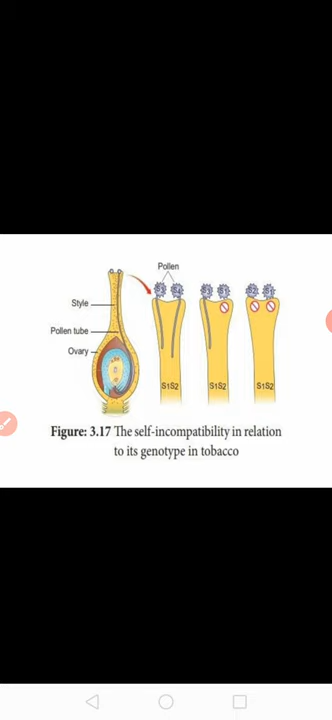 Pollen
Style
Pollen tube
Ovary
S1S2
S1S2
S1S2
Figure: 3.17 The self-incompatibility in relation
to its genotype in tobacco